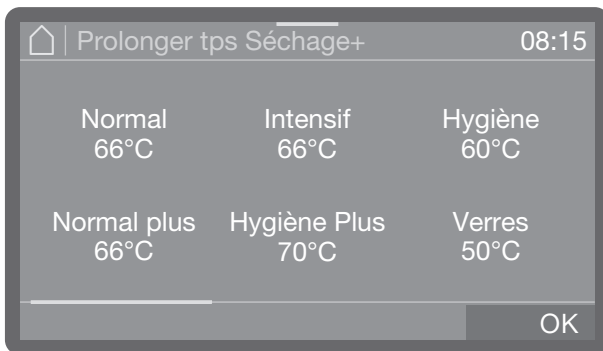 Prolonger tps Séchage+ 08:15
Normal Intensif Hygiène
66°C 66°C 60°C
Normal plus Hygiène Plus Verres
66°C 70°C 50°C
OK